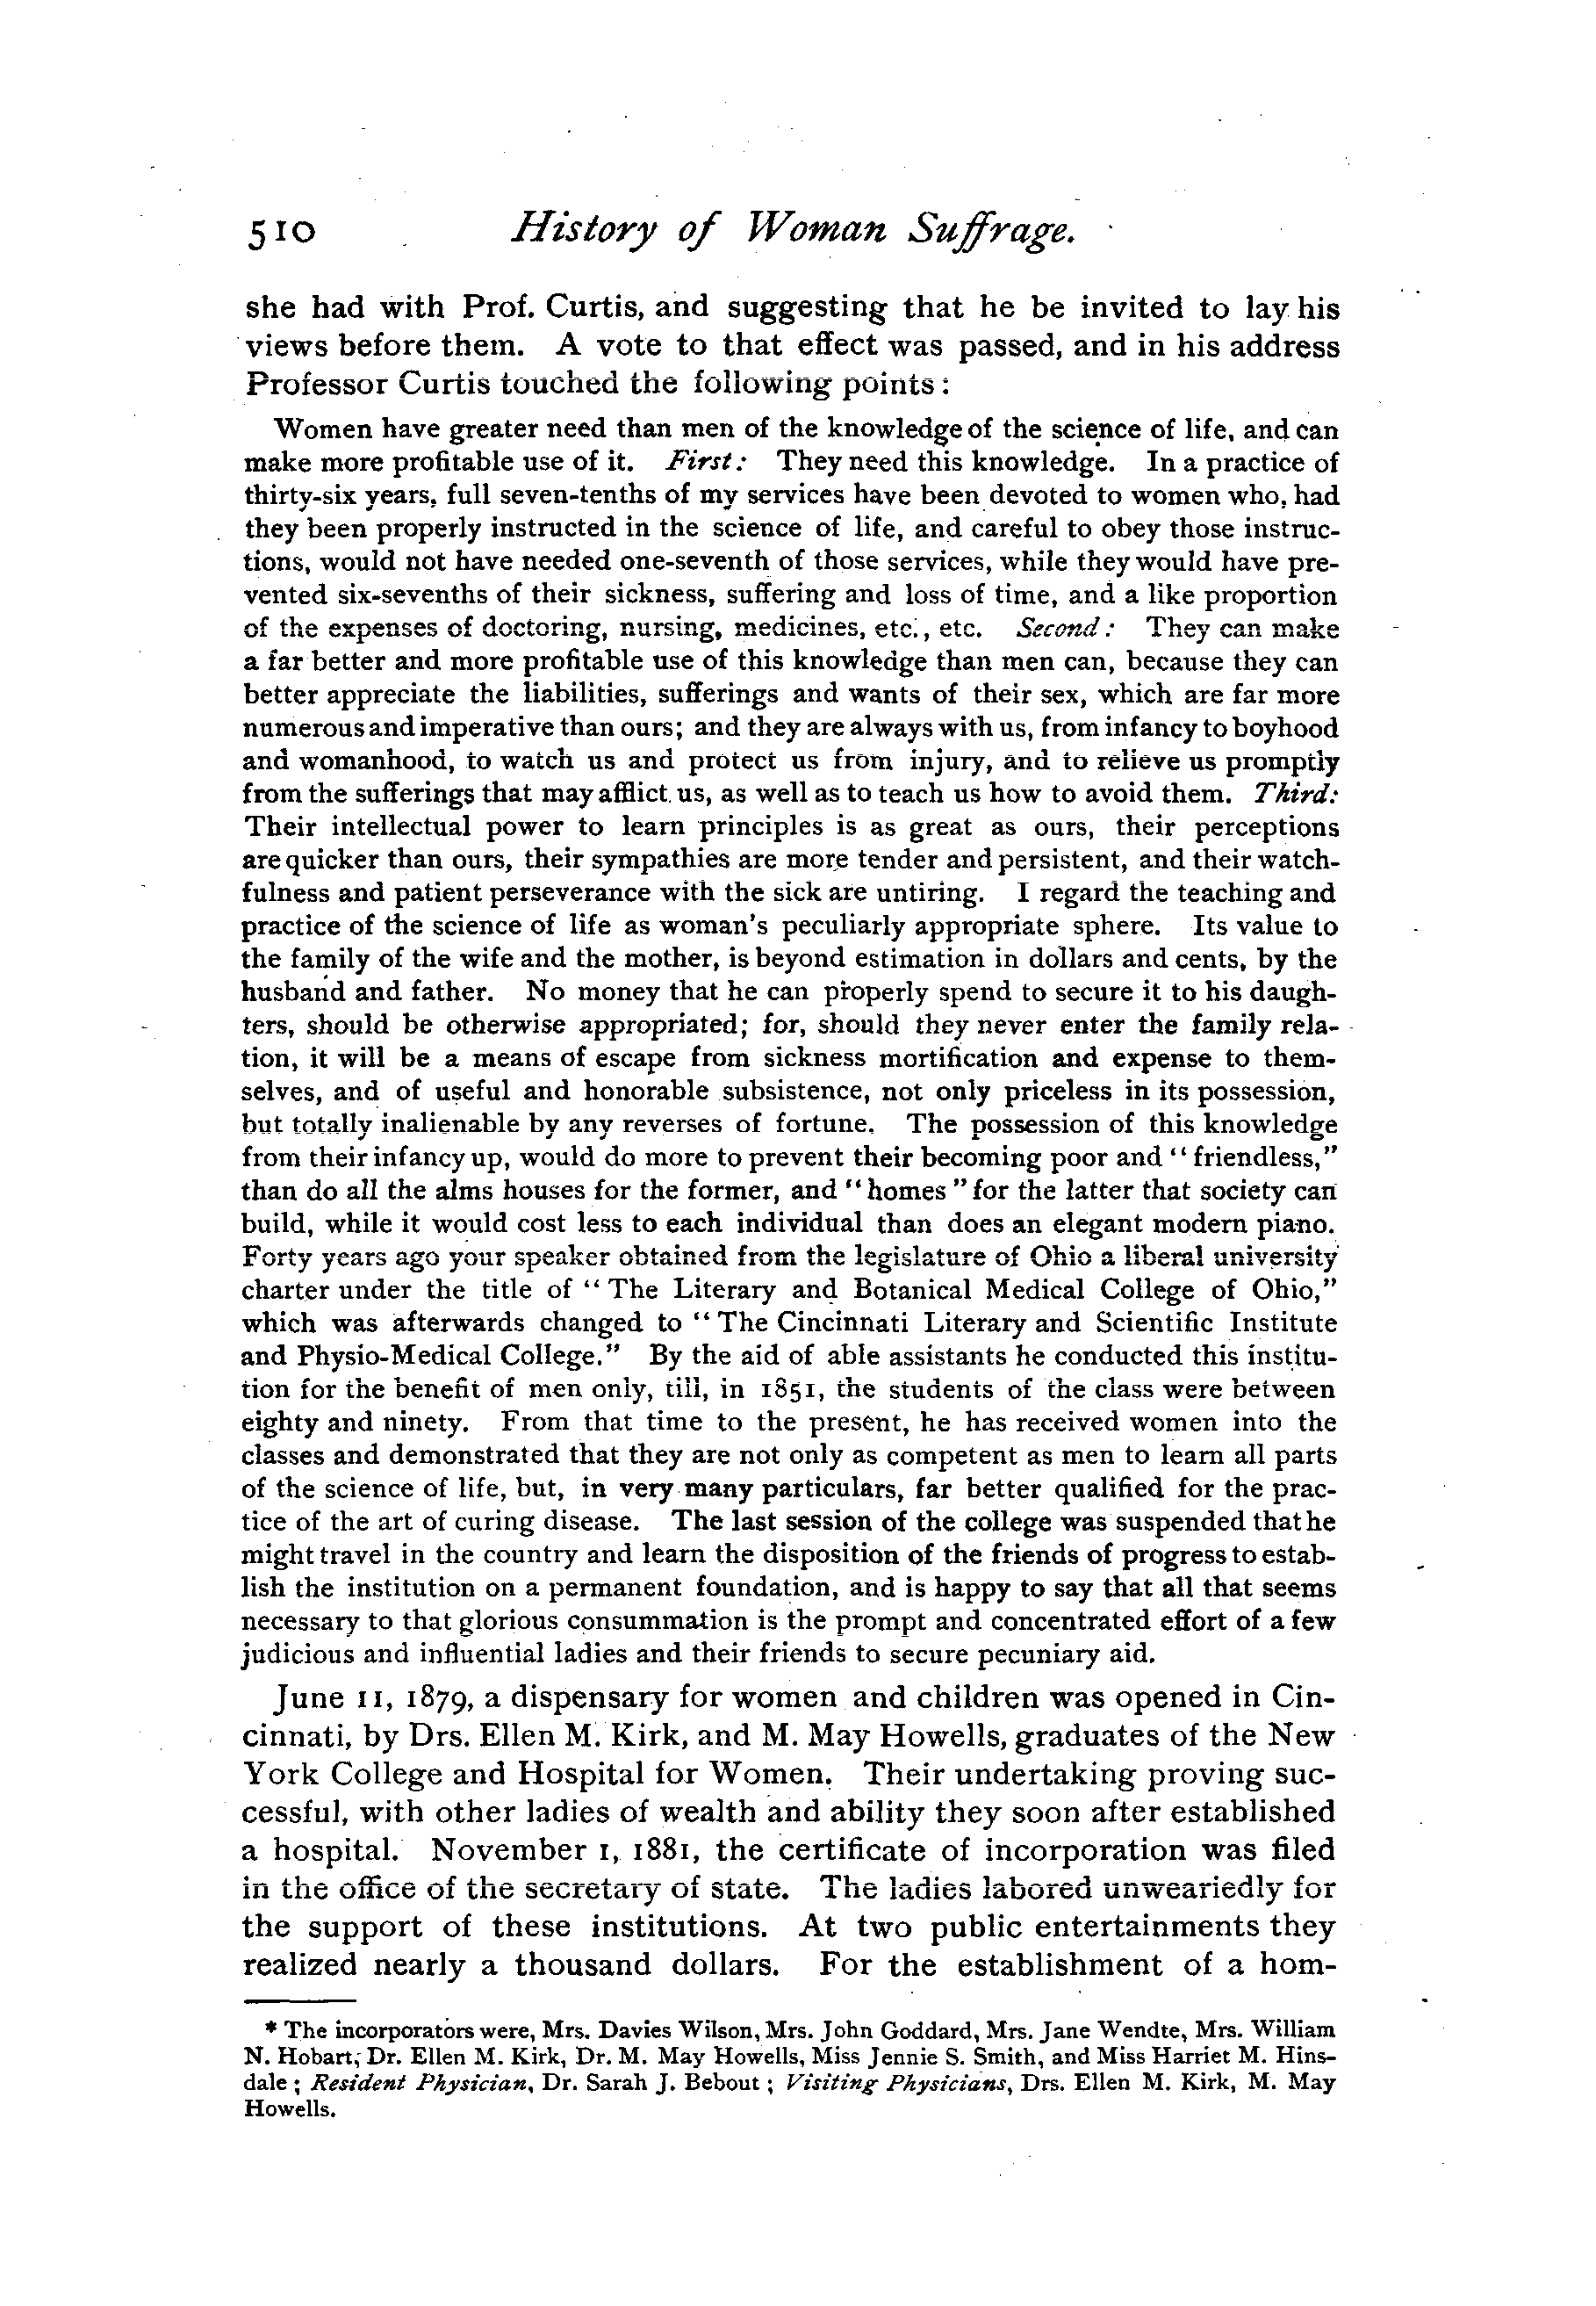 510 History of Woman Suffrage.
she had with Prof. Curtis, and suggesting that he be invited to lay his
views before them. A vote to that effect was passed, and in his address
Professor Curtis touched the following points:
Women have greater need than men of the knowledge of the science of life, and can
make more profitable use of it. First: They need this knowledge. In a practice of
thirty-six years, full seven-tenths of my services have been devoted to women who, had
they been properly instructed in the science of life, and careful to obey those instruc-
tions, would not have needed one-seventh of those services, while they would have pre-
vented six-sevenths of their sickness, suffering and loss of time, and a like proportion
of the expenses of doctoring, nursing, medicines, etc., etc. Second: They can make
a far better and more profitable use of this knowledge than men can, because they can
better appreciate the liabilities, sufferings and wants of their sex, which are far more
numerous and imperative than ours; and they are always with us, from infancy to boyhood
and womanhood, to watch us and protect us from injury, and to relieve us promptly
from the sufferings that may afflict us, as well as to teach us how to avoid them. Third:
Their intellectual power to learn principles is as great as ours, their perceptions
are quicker than ours, their sympathies are more tender and persistent, and their watch-
fulness and patient perseverance with the sick are untiring. I regard the teaching and
practice of the science of life as woman's peculiarly appropriate sphere. Its value to
the family of the wife and the mother, is beyond estimation in dollars and cents, by the
husband and father. No money that he can properly spend to secure it to his daugh-
ters, should be otherwise appropriated; for, should they never enter the family rela-
tion, it will be a means of escape from sickness mortification and expense to them-
selves, and of useful and honorable subsistence, not only priceless in its possession,
but totally inalienable by any reverses of fortune. The possession of this knowledge
from their infancy up, would do more to prevent their becoming poor and "friendless,"
than do all the alms houses for the former, and "homes" for the latter that society can
build, while it would cost less to each individual than does an elegant modern piano.
Forty years ago your speaker obtained from the legislature of Ohio a liberal university
charter under the title of "The Literary and Botanical Medical College of Ohio,"
which was afterwards changed to "The Cincinnati Literary and Scientific Institute
and Physio-Medical College." By the aid of able assistants he conducted this institu-
tion for the benefit of men only, till, in 1851, the students of the class were between
eighty and ninety. From that time to the present, he has received women into the
classes and demonstrated that they are not only as competent as men to learn all parts
of the science of life, but, in very many particulars, far better qualified for the prac-
tice of the art of curing disease. The last session of the college was suspended that he
might travel in the country and learn the disposition of the friends of progress to estab-
lish the institution on a permanent foundation, and is happy to say that all that seems
necessary to that glorious consummation is the prompt and concentrated effort of a few
judicious and influential ladies and their friends to secure pecuniary aid.
June 11, 1879, a dispensary for women and children was opened in Cin-
cinnati, by Drs. Ellen M. Kirk, and M. May Howells, graduates of the New
York College and Hospital for Women. Their undertaking proving suc-
cessful, with other ladies of wealth and ability they soon after established
a hospital. November 1, 1881, the certificate of incorporation was filed
in the office of the secretary of state. The ladies labored unweariedly for
the support of these institutions. At two public entertainments they
realized nearly a thousand dollars. For the establishment of a hom-
* The incorporators were, Mrs. Davies Wilson, Mrs. John Goddard, Mrs. Jane Wendte, Mrs. William
N. Hobart, Dr. Ellen M. Kirk, Dr. M. May Howells, Miss Jennie S. Smith, and Miss Harriet M. Hins-
dale; Resident Physician, Dr. Sarah J. Bebout; Visiting Physicians, Drs. Ellen M. Kirk, M. May
Howells.